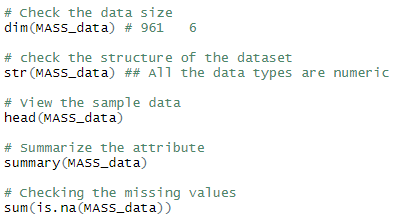 # Check the data size
dim(MASS_data) # 961   6
# check the structure of the dataset
str(MASS_data) ## All the data types are numeric
# View the sample data
head(MASS_data)
# Summarize the attribute
summary(MASS_data)
# Checking the missing values
sum(is.na(MASS_data))